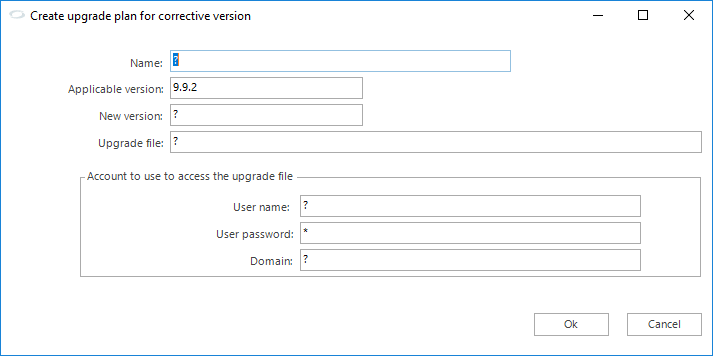 Create upgrade plan for corrective version
Name: ?
Applicable version: 9.9.2
New version: ?
Upgrade file: ?
Account to use to access the upgrade file
User name: ?
User password: *
Domain: ?
Ok Cancel